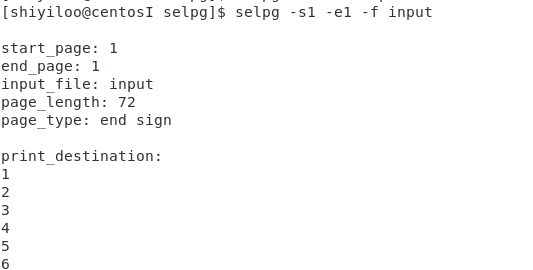 [shiyiloo@centosI selpg]$ selpg -s1 -e1 -f input
start_page: 1
end_page: 1
input_file: input
page_length: 72
page_type: end sign
print_destination:
1
2
3
4
5
6